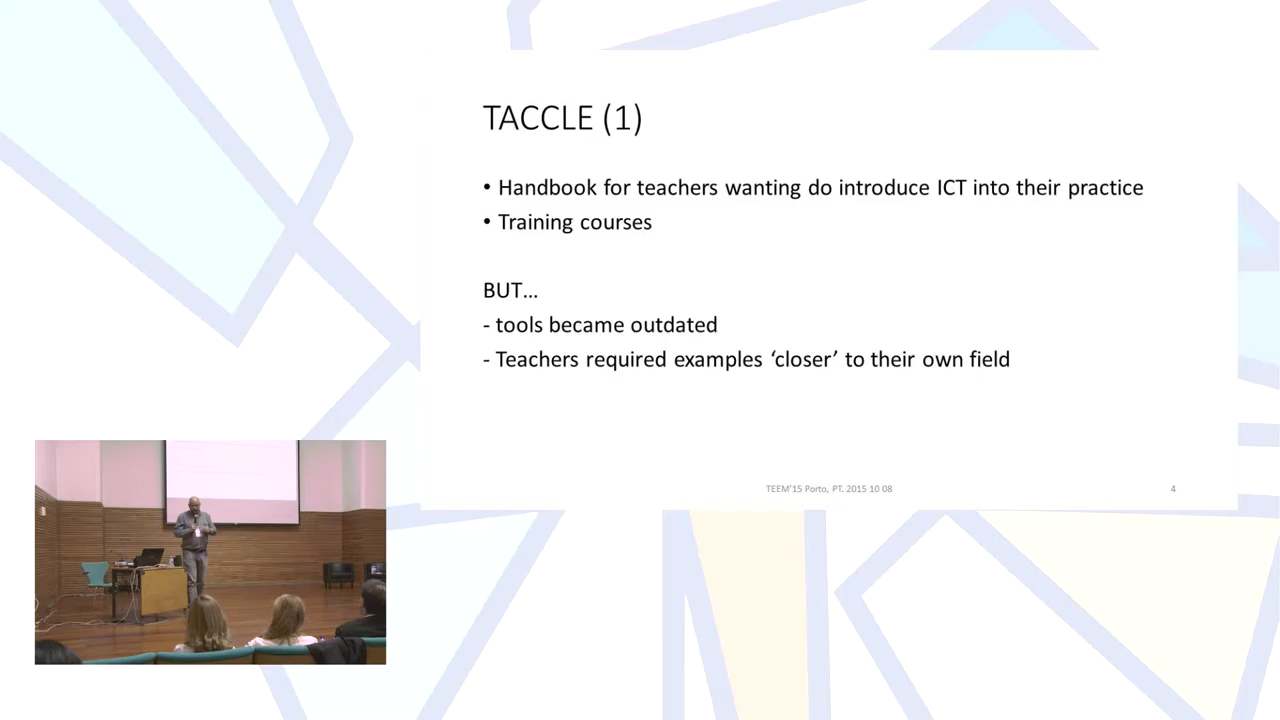 TACCLE (1)
• Handbook for teachers wanting do introduce ICT into their practice
• Training courses
BUT...
- tools became outdated
- Teachers required examples ‘closer’ to their own field
TEEM'15 Porto, PT. 2015 10 08
4